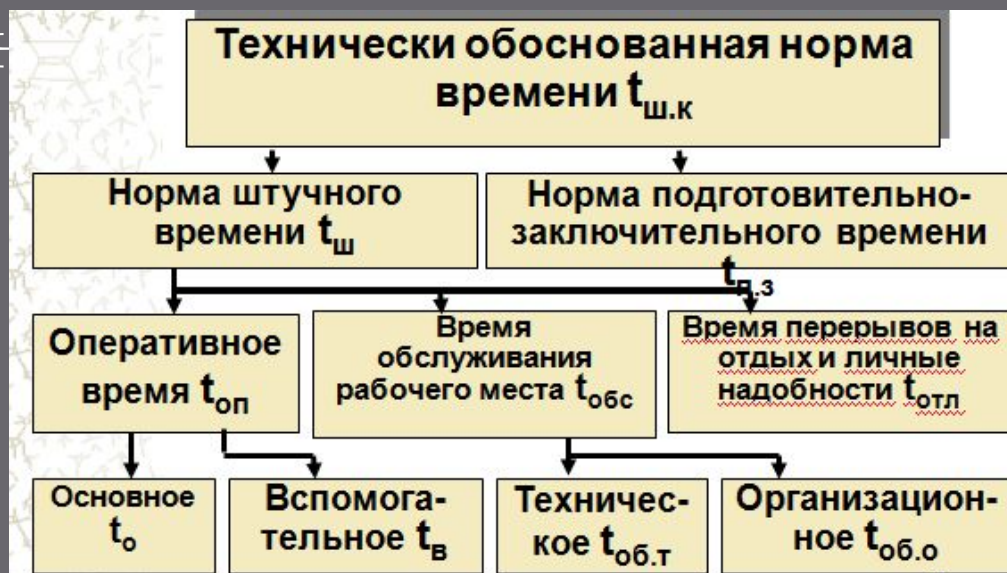 Технически обоснованная норма
времени tш.к
Норма штучного
времени tш
Норма подготовительно-
заключительного времени
tп.з
Оперативное
время tоп
Время
обслуживания
рабочего места tобс
Время перерывов на
отдых и личные
надобности tотл
Основное
tо
Вспомога-
тельное tв
Техничес-
кое tоб.т
Организацион-
ное tоб.о